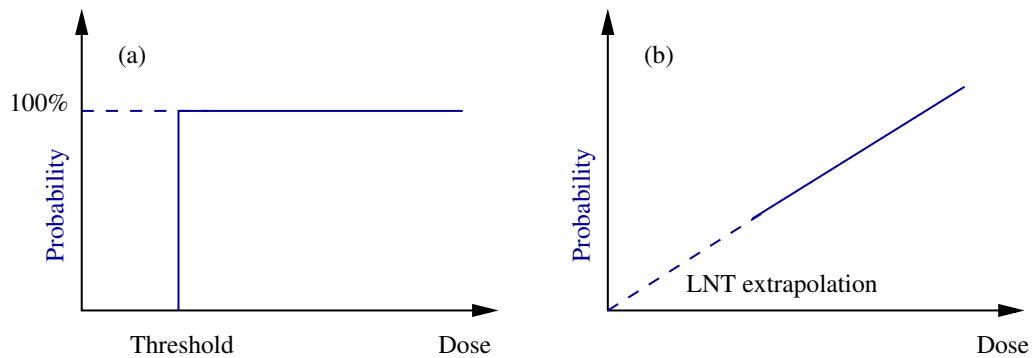 (a)
100%
Probability
Threshold
Dose
(b)
Probability
LNT extrapolation
Dose